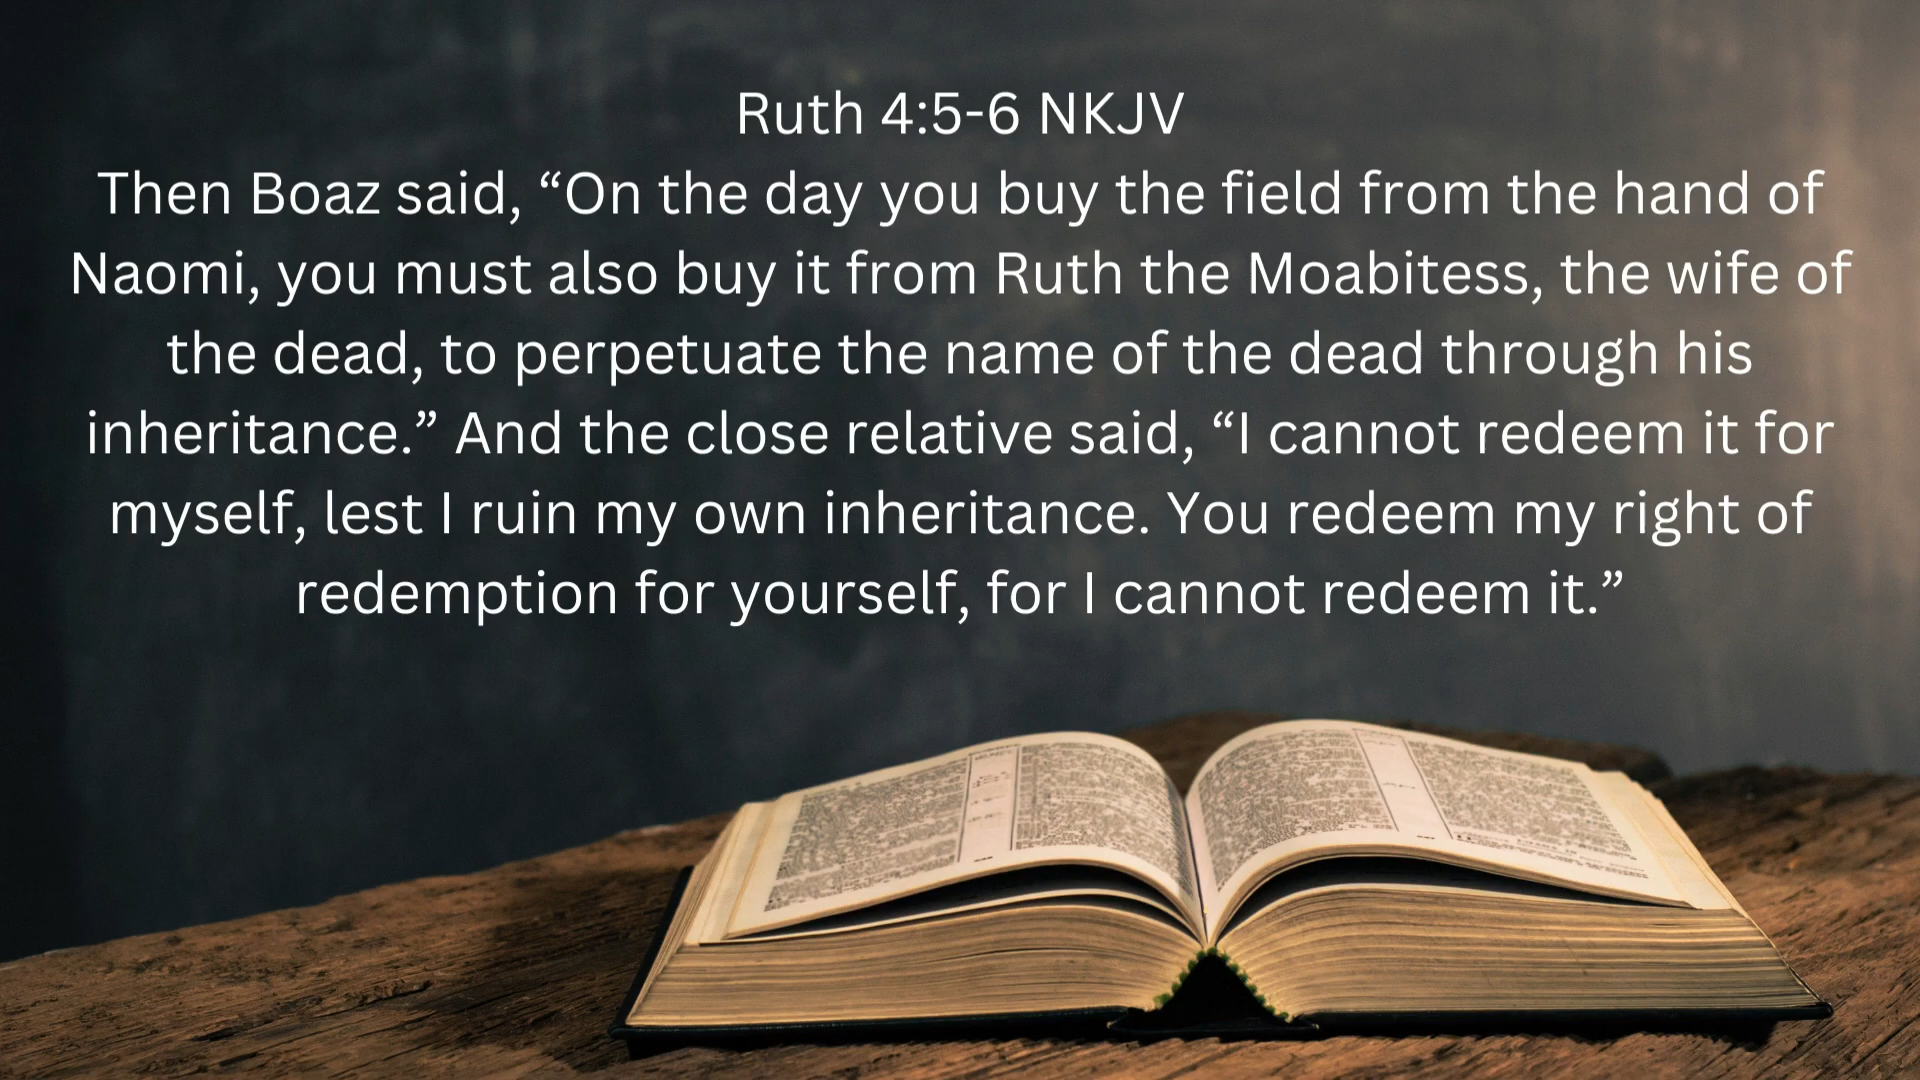 Ruth 4:5-6 NKJV
Then Boaz said, “On the day you buy the field from the hand of
Naomi, you must also buy it from Ruth the Moabitess, the wife of
the dead, to perpetuate the name of the dead through his
inheritance.” And the close relative said, “I cannot redeem it for
myself, lest I ruin my own inheritance. You redeem my right of
redemption for yourself, for I cannot redeem it.”